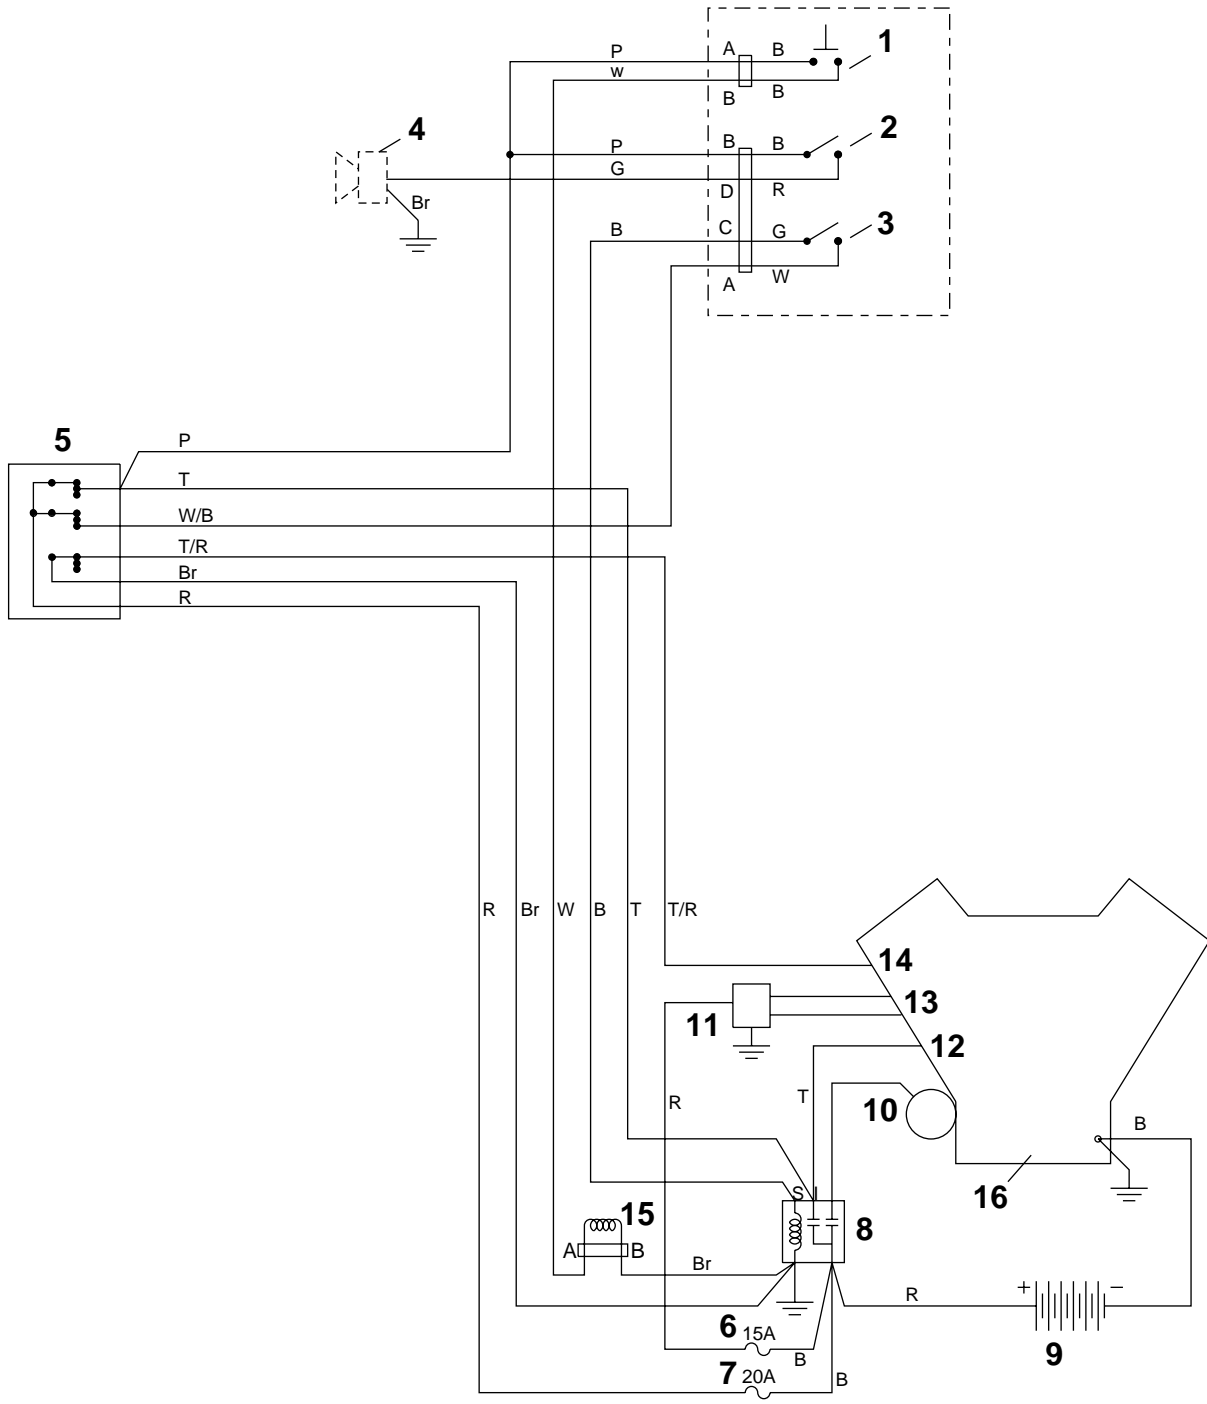 P A B 1
w
B B
4 P B B 2
G
D R
Br
B C G 3
A W
5 P
T
W/B
T/R
Br
R
R Br W B T T/R
14
13
11
12
R T 10 B
16
S I
15 8
A B
Br
+ −
R
6 15A
B 9
7 20A B